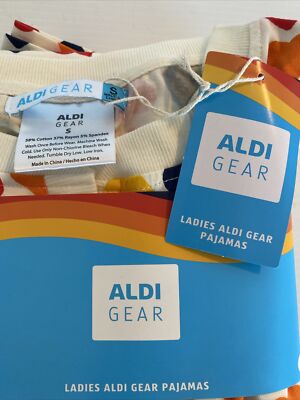 ALDI GEAR
S
ALDI
GEAR
S
58% Cotton 37% Rayon 5% Spandex
Wash Once Before Wear. Machine Wash
Cold. Use Only Non-Chlorine Bleach When
Needed. Tumble Dry Low. Low Iron.
Made in China / Hecho en China
ALDI
GEAR
LADIES ALDI GEAR
PAJAMAS
ALDI
GEAR
LADIES ALDI GEAR PAJAMAS